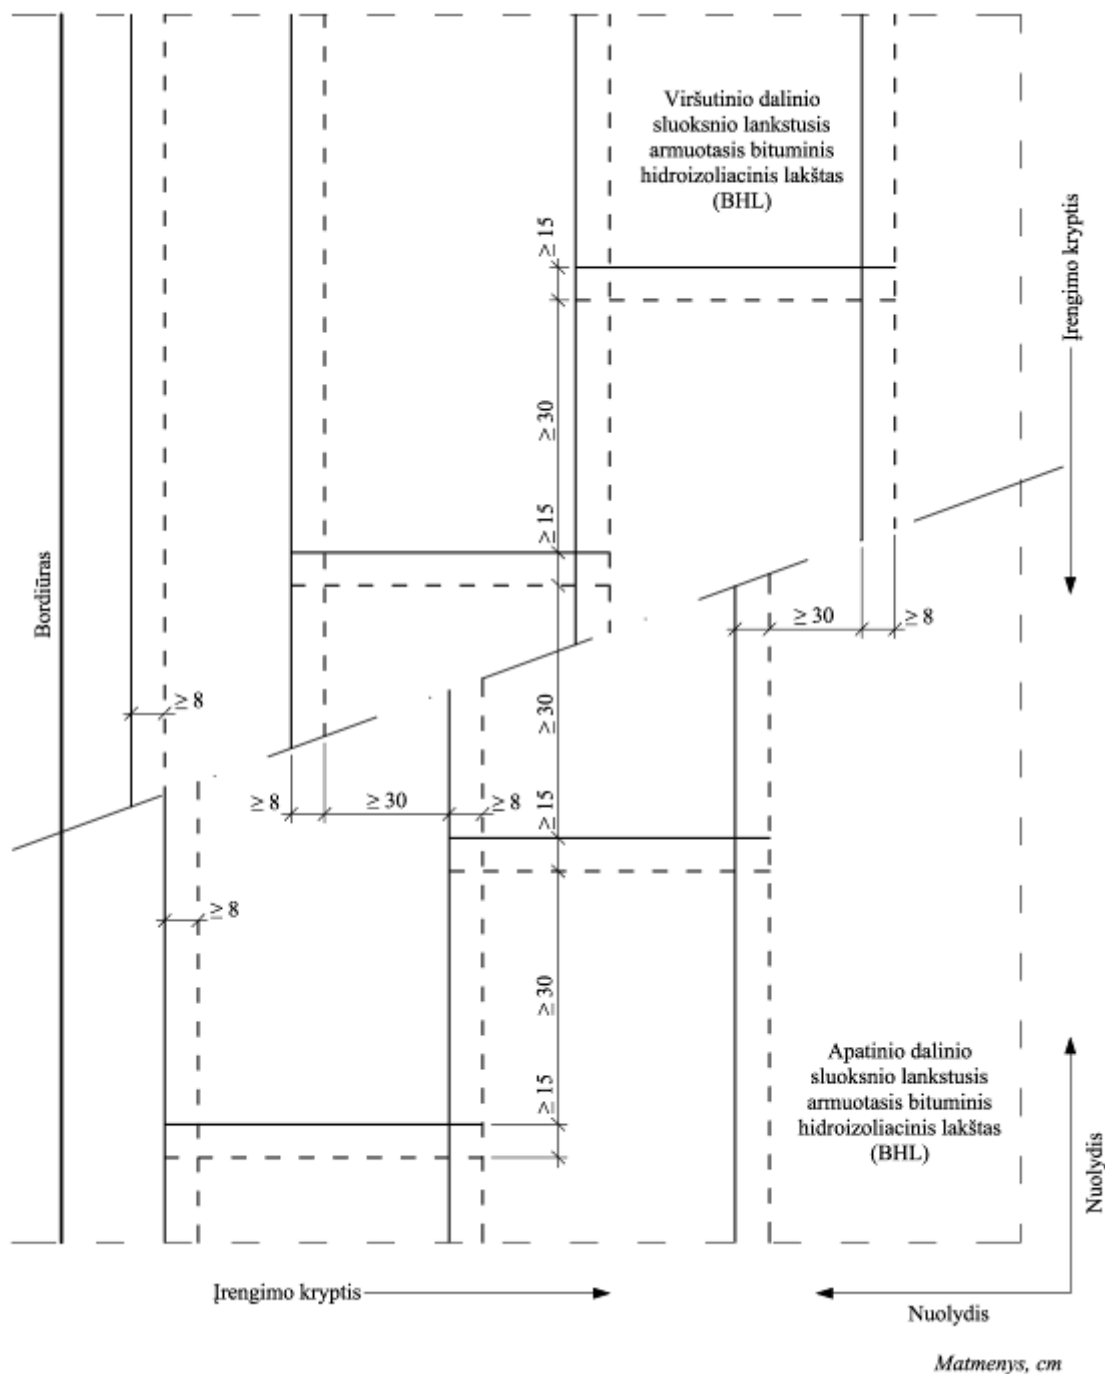 Viršutinio dalinio
sluoksnio lankstusis
armuotasis bituminis
hidroizoliacinis lakštas
(BHL)
≥ 15
Įrengimo kryptis
≥ 30
≥ 15
Bordiūras
≥ 30
≥ 8
≥ 8
≥ 30
≥ 8
≥ 30
≥ 8
≥ 15
≥ 8
≥ 30
Apatinio dalinio
sluoksnio lankstusis
armuotasis bituminis
hidroizoliacinis lakštas
(BHL)
≥ 15
Nuolydis
Įrengimo kryptis
Nuolydis
Matmenys, cm